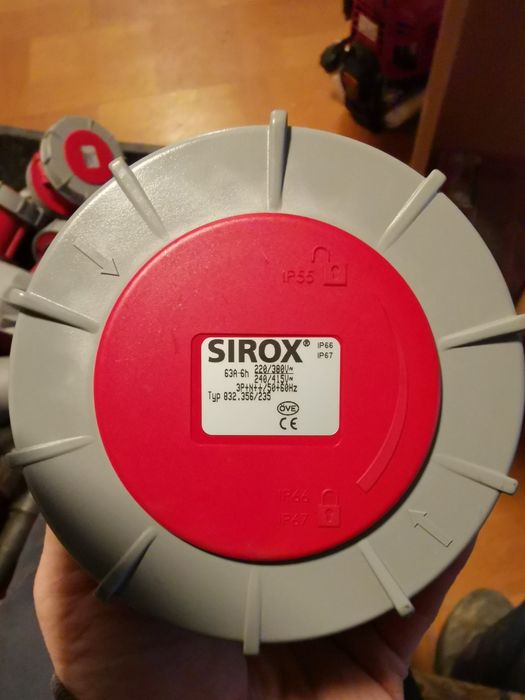 IP55
SIROX® IP66
IP67
63A-6h 220/380V~
240/415V~
3P+N+⏚/50+60Hz
Typ 832.356/235
ÖVE
CE
IP66
IP67